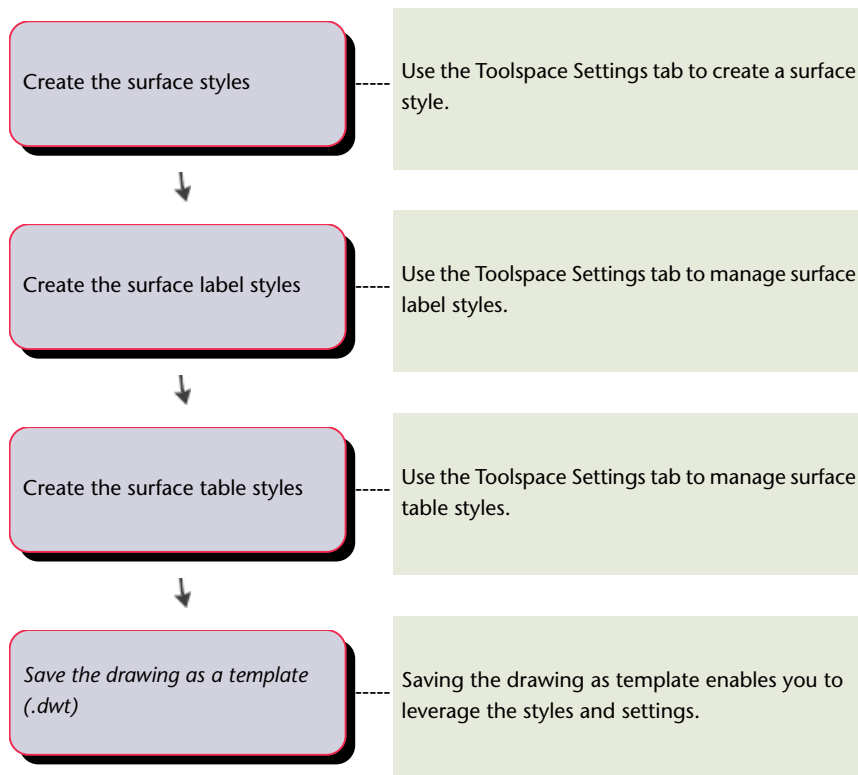 Create the surface styles
Use the Toolspace Settings tab to create a surface
style.
Create the surface label styles
Use the Toolspace Settings tab to manage surface
label styles.
Create the surface table styles
Use the Toolspace Settings tab to manage surface
table styles.
Save the drawing as a template
(.dwt)
Saving the drawing as template enables you to
leverage the styles and settings.